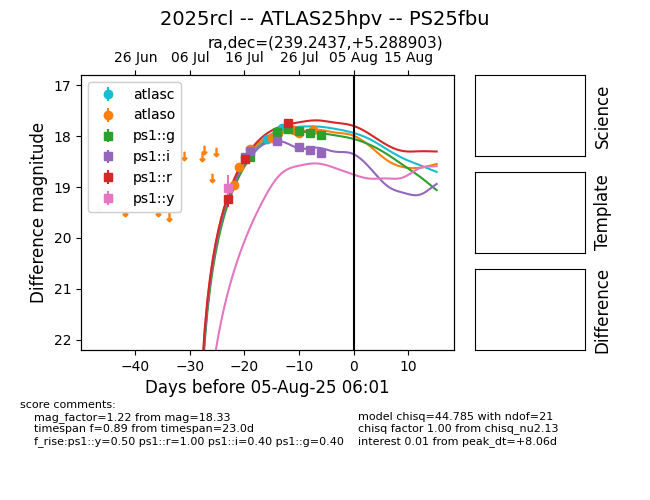 2025rcl -- ATLAS25hpv -- PS25fbu
ra,dec=(239.2437,+5.288903)
26 Jun 06 Jul 16 Jul 26 Jul 05 Aug 15 Aug
17
18
19
20
21
22
Difference magnitude
atlasc
atlaso
ps1::g
ps1::i
ps1::r
ps1::y
−40 −30 −20 −10 0 10
Days before 05-Aug-25 06:01
Science
Template
Difference
score comments:
mag_factor=1.22 from mag=18.33
timespan f=0.89 from timespan=23.0d
f_rise:ps1::y=0.50 ps1::r=1.00 ps1::i=0.40 ps1::g=0.40
model chisq=44.785 with ndof=21
chisq factor 1.00 from chisq_nu2.13
interest 0.01 from peak_dt=+8.06d